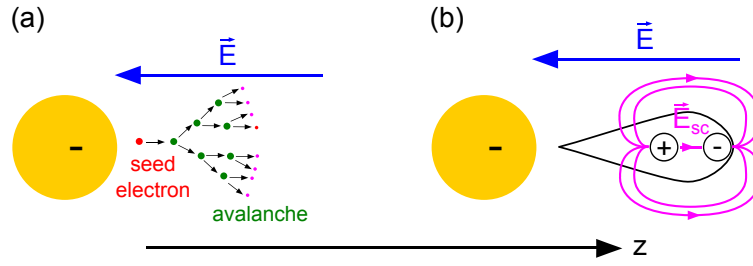 (a)
E
-
seed
electron
avalanche
(b)
E
E sc
+ -
-
z